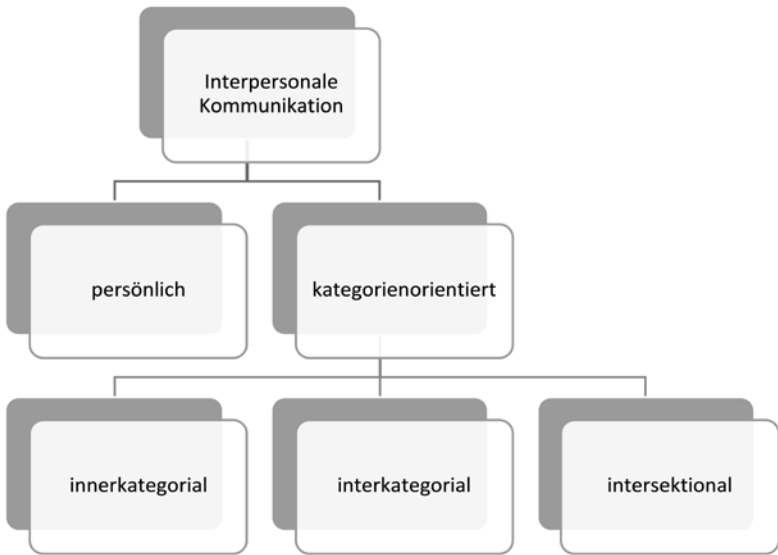 Interpersonale
Kommunikation
persönlich
kategorienorientiert
innerkategorial
interkategorial
intersektional